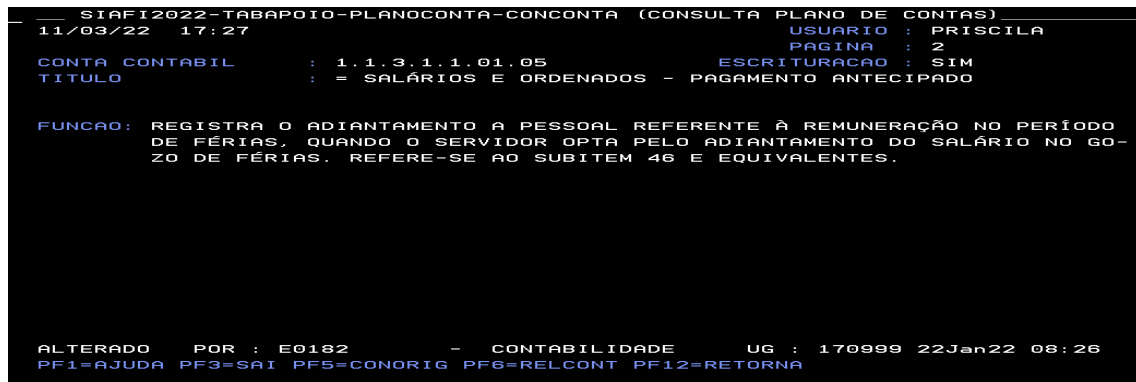 __ SIAFI2022-TABAPOIO-PLANOCONTA-CONCONTA (CONSULTA PLANO DE CONTAS)____________
11/03/22 17:27 USUARIO : PRISCILA
PAGINA : 2
CONTA CONTABIL : 1.1.3.1.1.01.05 ESCRITURACAO : SIM
TITULO : = SALÁRIOS E ORDENADOS - PAGAMENTO ANTECIPADO
FUNCAO: REGISTRA O ADIANTAMENTO A PESSOAL REFERENTE À REMUNERAÇÃO NO PERÍODO
DE FÉRIAS, QUANDO O SERVIDOR OPTA PELO ADIANTAMENTO DO SALÁRIO NO GO-
ZO DE FÉRIAS. REFERE-SE AO SUBITEM 46 E EQUIVALENTES.
ALTERADO POR : E0182 - CONTABILIDADE UG : 170999 22Jan22 08:26
PF1=AJUDA PF3=SAI PF5=CONORIG PF6=RELCONT PF12=RETORNA